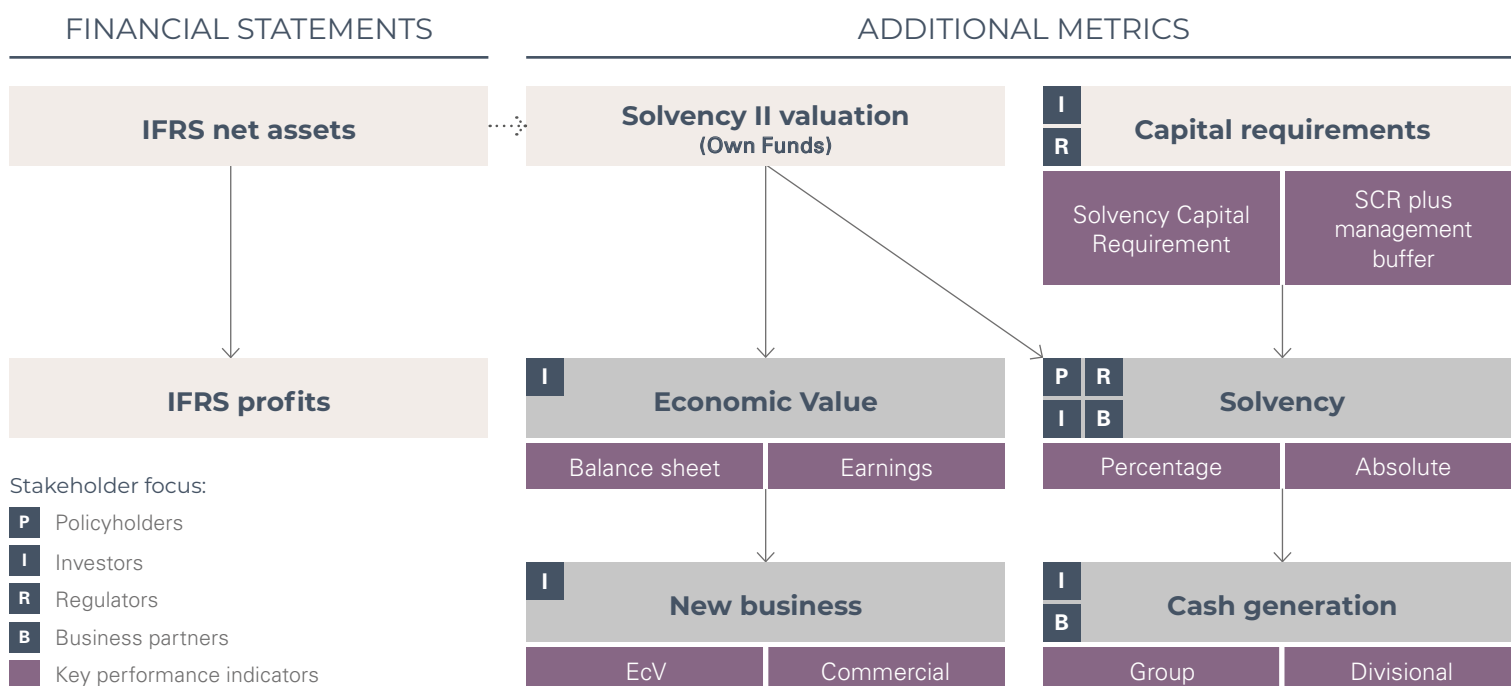 FINANCIAL STATEMENTS
ADDITIONAL METRICS
IFRS net assets
Solvency II valuation
(Own Funds)
I
R
Capital requirements
Solvency Capital
Requirement
SCR plus
management
buffer
IFRS profits
I
Economic Value
Balance sheet
Earnings
P R
I B
Solvency
Percentage
Absolute
Stakeholder focus:
P Policyholders
I Investors
R Regulators
B Business partners
Key performance indicators
I
New business
EcV
Commercial
I
B
Cash generation
Group
Divisional